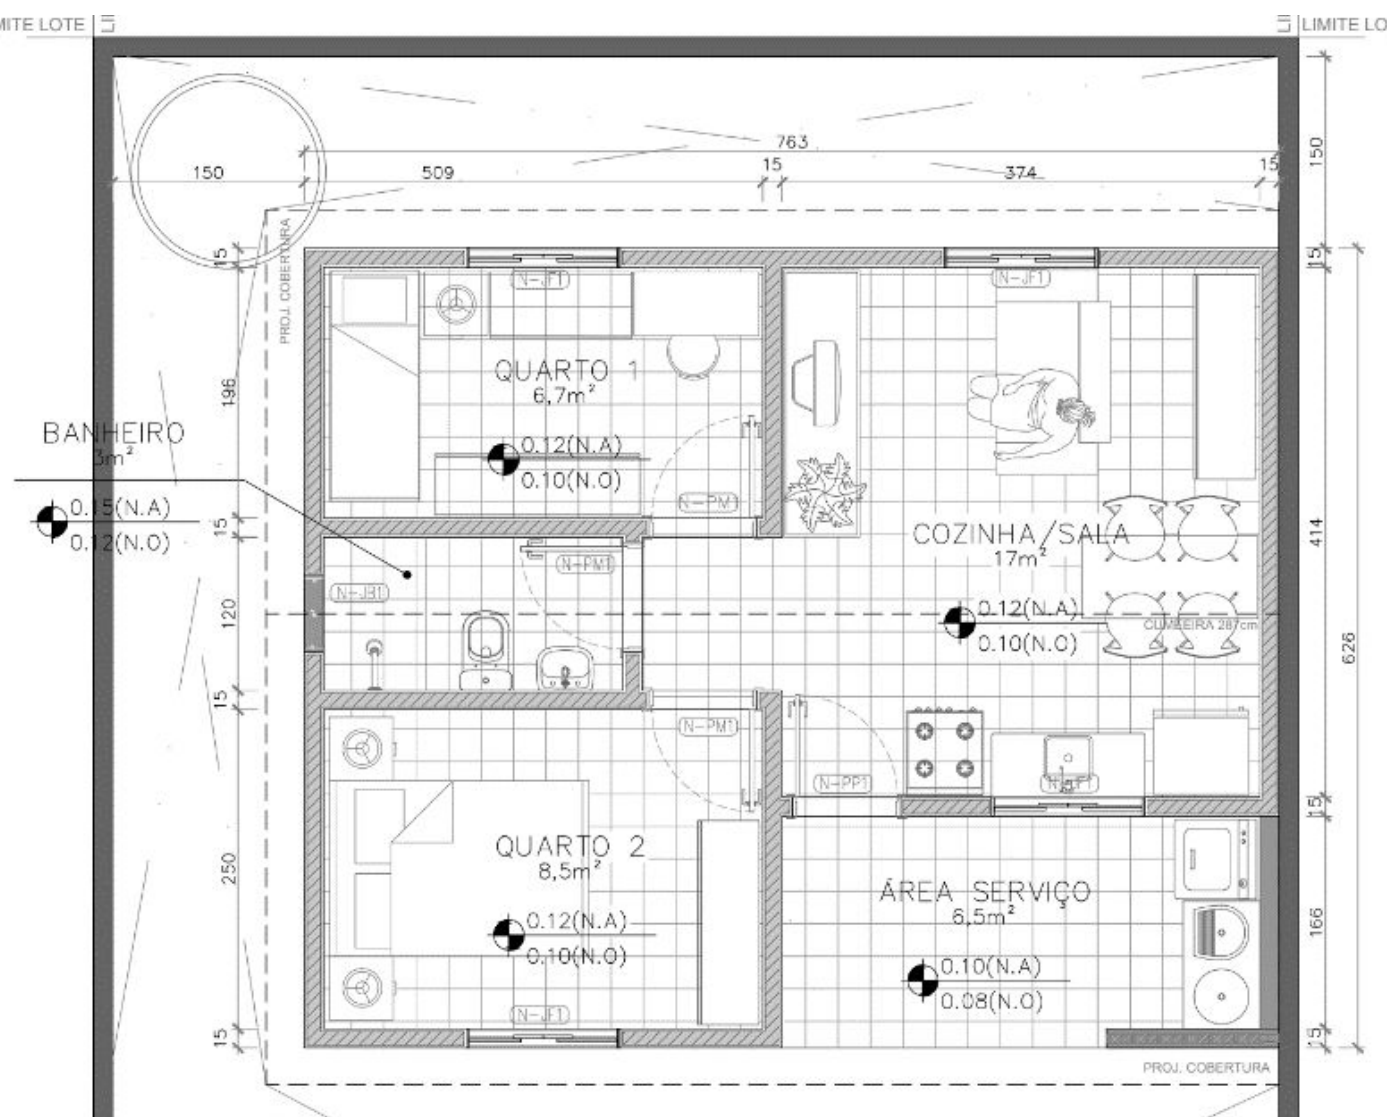 LIMITE LOTE
LIMITE LO
763
150
509
15
374
15
150
15
PROJ. COBERTURA
15
N-JF1
N-JF1
196
QUARTO 1
6,7m²
BANHEIRO
3m²
0.12(N.A)
0.10(N.O)
0.15(N.A)
0.12(N.O)
N-PM
15
COZINHA/SALA
17m²
414
N-PM1
N-JB1
120
0.12(N.A)
0.10(N.O)
CUMEEIRA 287cm
626
15
N-PM1
N-PP1
N-JF1
15
QUARTO 2
8,5m²
250
ÁREA SERVIÇO
6,5m²
166
0.12(N.A)
0.10(N.O)
0.10(N.A)
0.08(N.O)
N-JF1
15
15
PROJ. COBERTURA